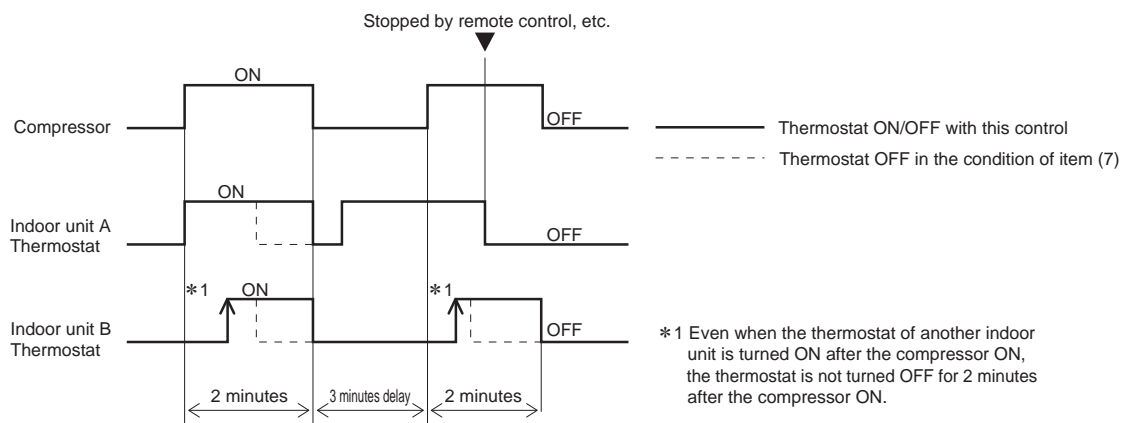 Stopped by remote control, etc.
ON
Compressor
OFF
Thermostat ON/OFF with this control
Thermostat OFF in the condition of item (7)
ON
Indoor unit A
Thermostat
OFF
*1
ON
*1
Indoor unit B
Thermostat
OFF
*1 Even when the thermostat of another indoor
unit is turned ON after the compressor ON,
the thermostat is not turned OFF for 2 minutes
after the compressor ON.
2 minutes
3 minutes delay
2 minutes